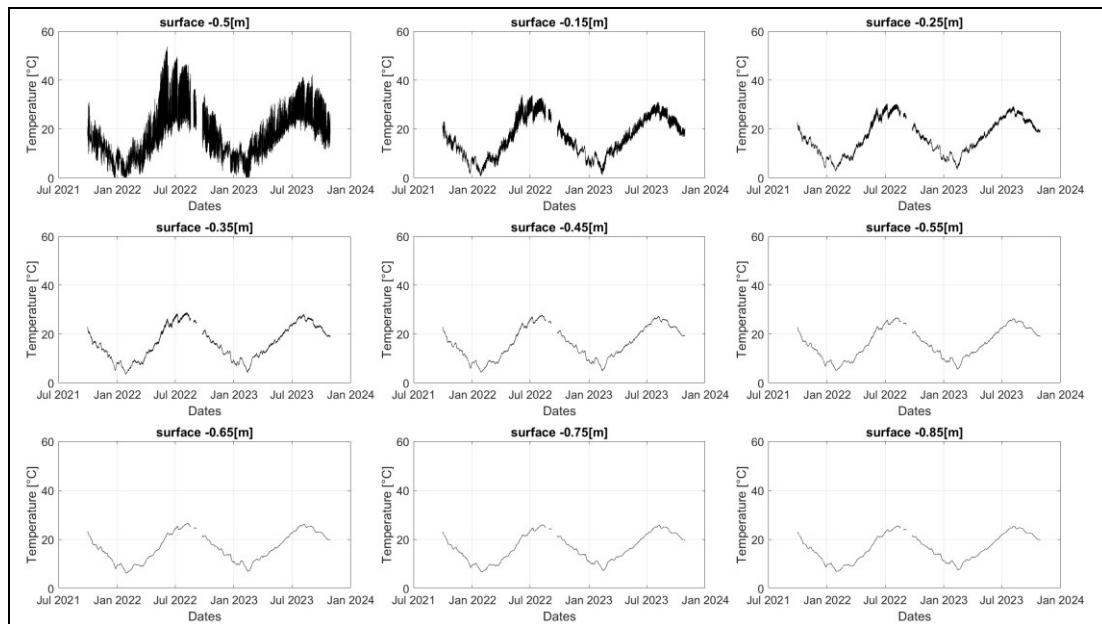 surface -0.5[m] surface -0.15[m] surface -0.25[m]
60 60 60
40 40 40
20 20 20
0 0 0
Temperature [°C] Temperature [°C] Temperature [°C]
Jul 2021 Jan 2022 Jul 2022 Jan 2023 Jul 2023 Jan 2024 Jul 2021 Jan 2022 Jul 2022 Jan 2023 Jul 2023 Jan 2024 Jul 2021 Jan 2022 Jul 2022 Jan 2023 Jul 2023 Jan 2024
Dates Dates Dates
surface -0.35[m] surface -0.45[m] surface -0.55[m]
60 60 60
40 40 40
20 20 20
0 0 0
Temperature [°C] Temperature [°C] Temperature [°C]
Jul 2021 Jan 2022 Jul 2022 Jan 2023 Jul 2023 Jan 2024 Jul 2021 Jan 2022 Jul 2022 Jan 2023 Jul 2023 Jan 2024 Jul 2021 Jan 2022 Jul 2022 Jan 2023 Jul 2023 Jan 2024
Dates Dates Dates
surface -0.65[m] surface -0.75[m] surface -0.85[m]
60 60 60
40 40 40
20 20 20
0 0 0
Temperature [°C] Temperature [°C] Temperature [°C]
Jul 2021 Jan 2022 Jul 2022 Jan 2023 Jul 2023 Jan 2024 Jul 2021 Jan 2022 Jul 2022 Jan 2023 Jul 2023 Jan 2024 Jul 2021 Jan 2022 Jul 2022 Jan 2023 Jul 2023 Jan 2024
Dates Dates Dates